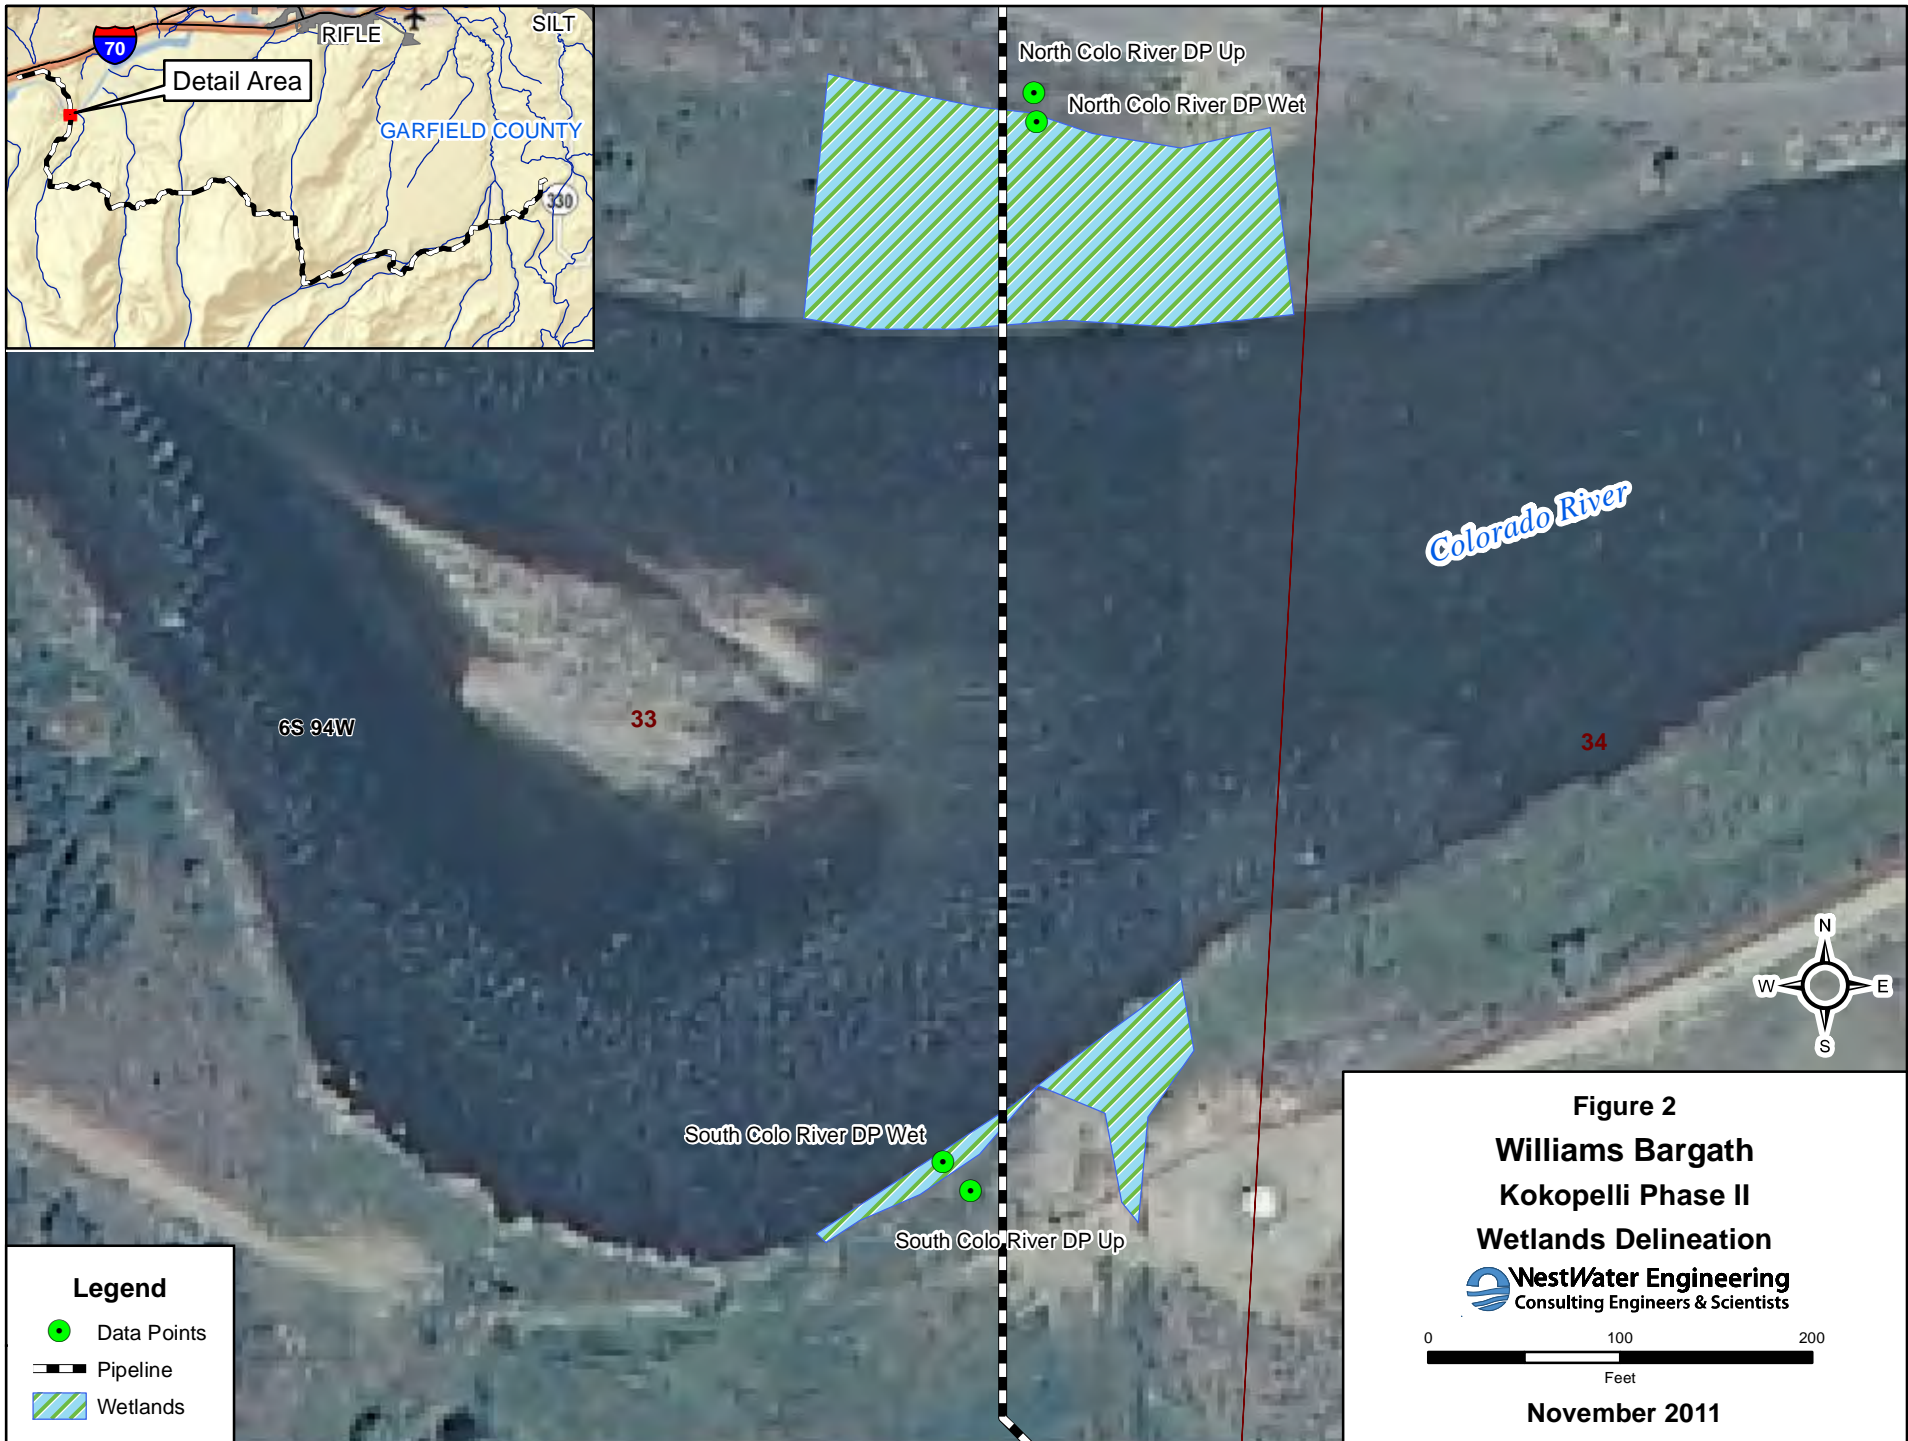 SILT
RIFLE
70
Detail Area
GARFIELD COUNTY
330
North Colo River DP Up
North Colo River DP Wet
Colorado River
33
6S 94W
34
N
W E
S
South Colo River DP Wet
South Colo River DP Up
Legend
Data Points
Pipeline
Wetlands
Figure 2
Williams Bargath
Kokopelli Phase II
Wetlands Delineation
WestWater Engineering
Consulting Engineers & Scientists
0 100 200
Feet
November 2011